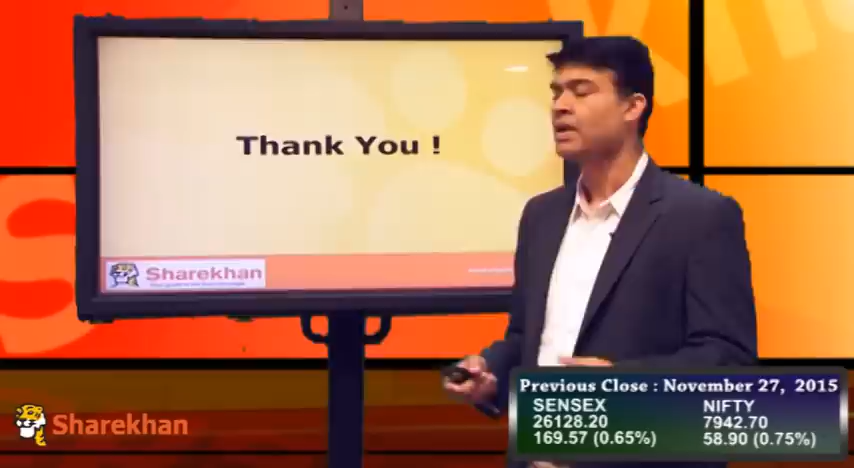 Thank You !
Sharekhan
Sharekhan
Previous Close : November 27, 2015
SENSEX NIFTY
26128.20 7942.70
169.57 (0.65%) 58.90 (0.75%)